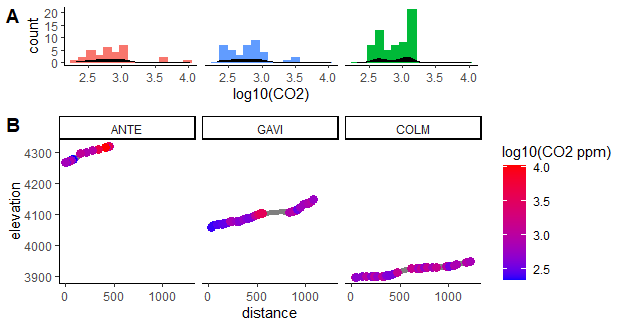 A
count
20
15
10
5
0
2.5 3.0 3.5 4.0 2.5 3.0 3.5 4.0 2.5 3.0 3.5 4.0
log10(CO2)
B
ANTE GAVI COLM
elevation
4300
4200
4100
4000
3900
0 500 1000 0 500 1000 0 500 1000
distance
log10(CO2 ppm)
4.0
3.5
3.0
2.5